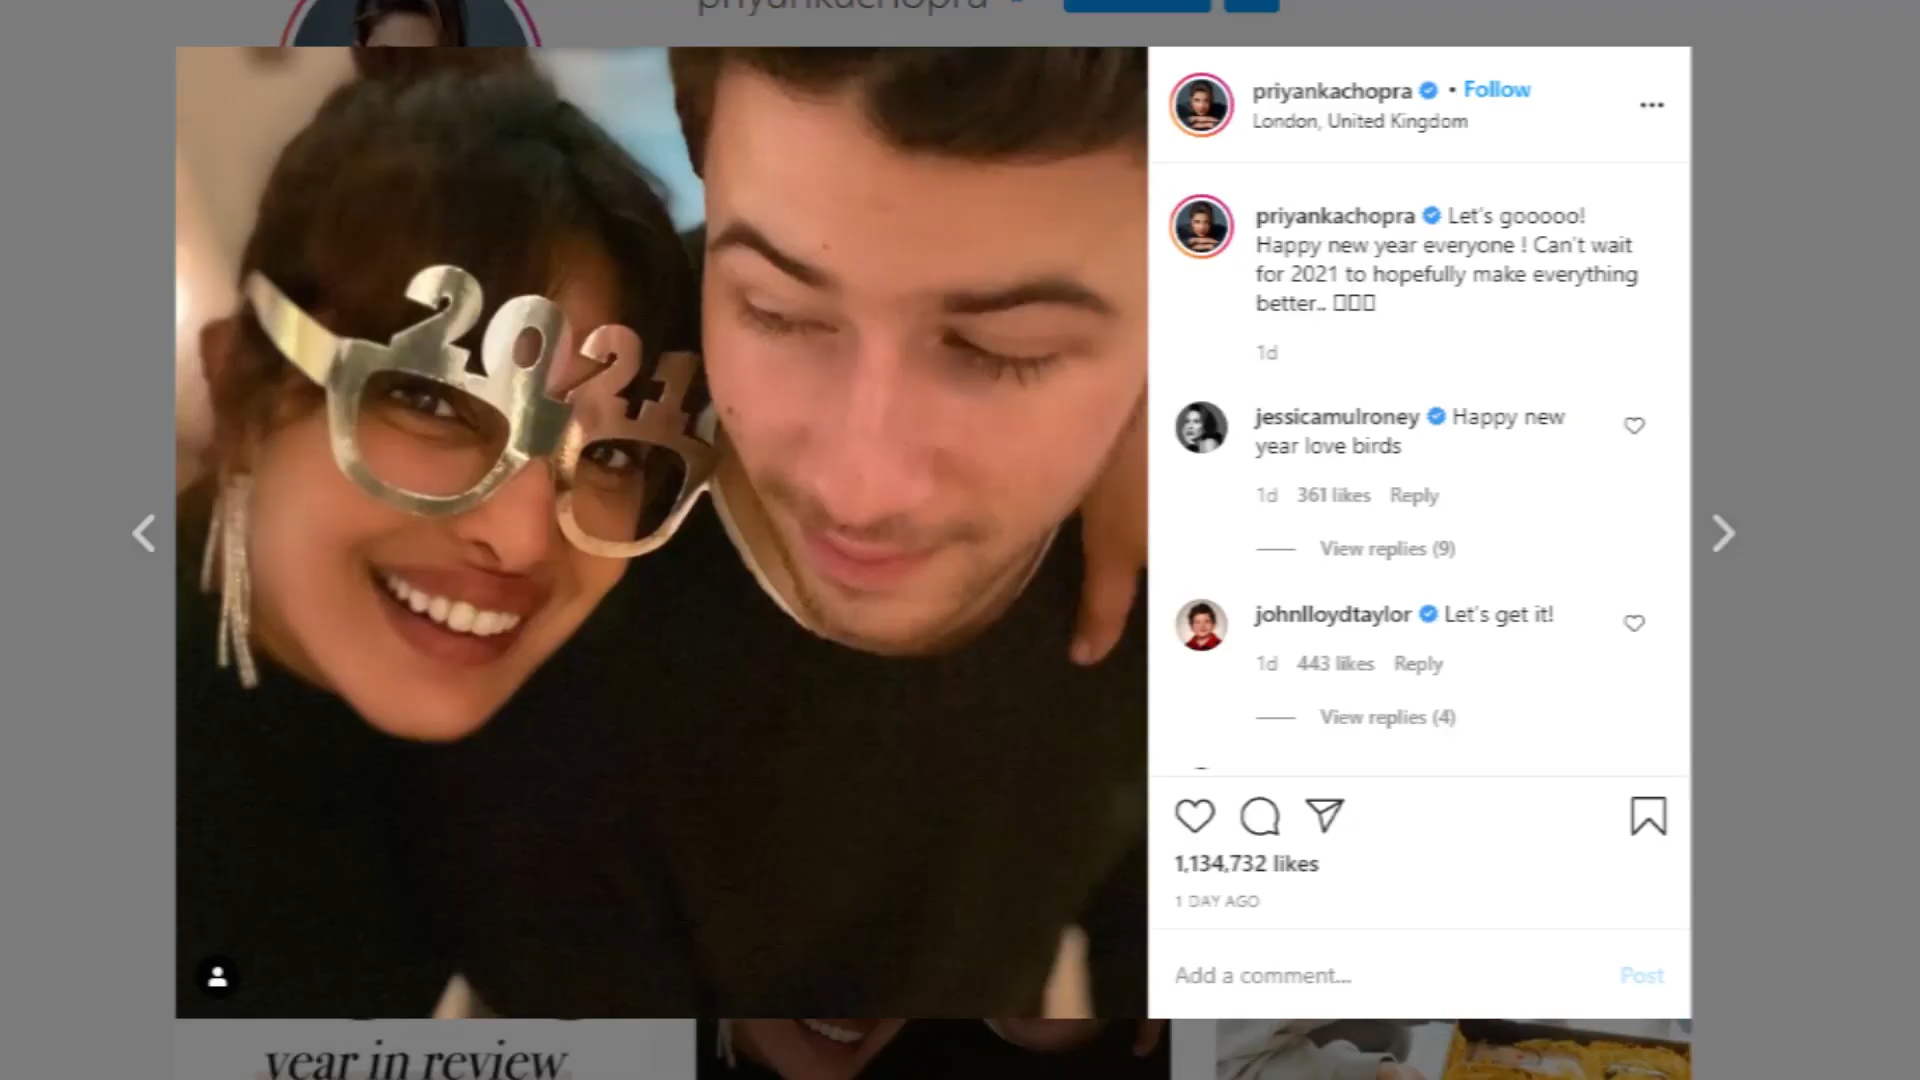 priyankachopra
2021
priyankachopra • Follow
London, United Kingdom
priyankachopra Let's gooooo!
Happy new year everyone ! Can't wait
for 2021 to hopefully make everything
better..
1d
jessicamulroney Happy new
year love birds
1d 361 likes Reply
View replies (9)
johnlloydtaylor Let's get it!
1d 443 likes Reply
View replies (4)
1,134,732 likes
1 DAY AGO
Add a comment... Post
year in review